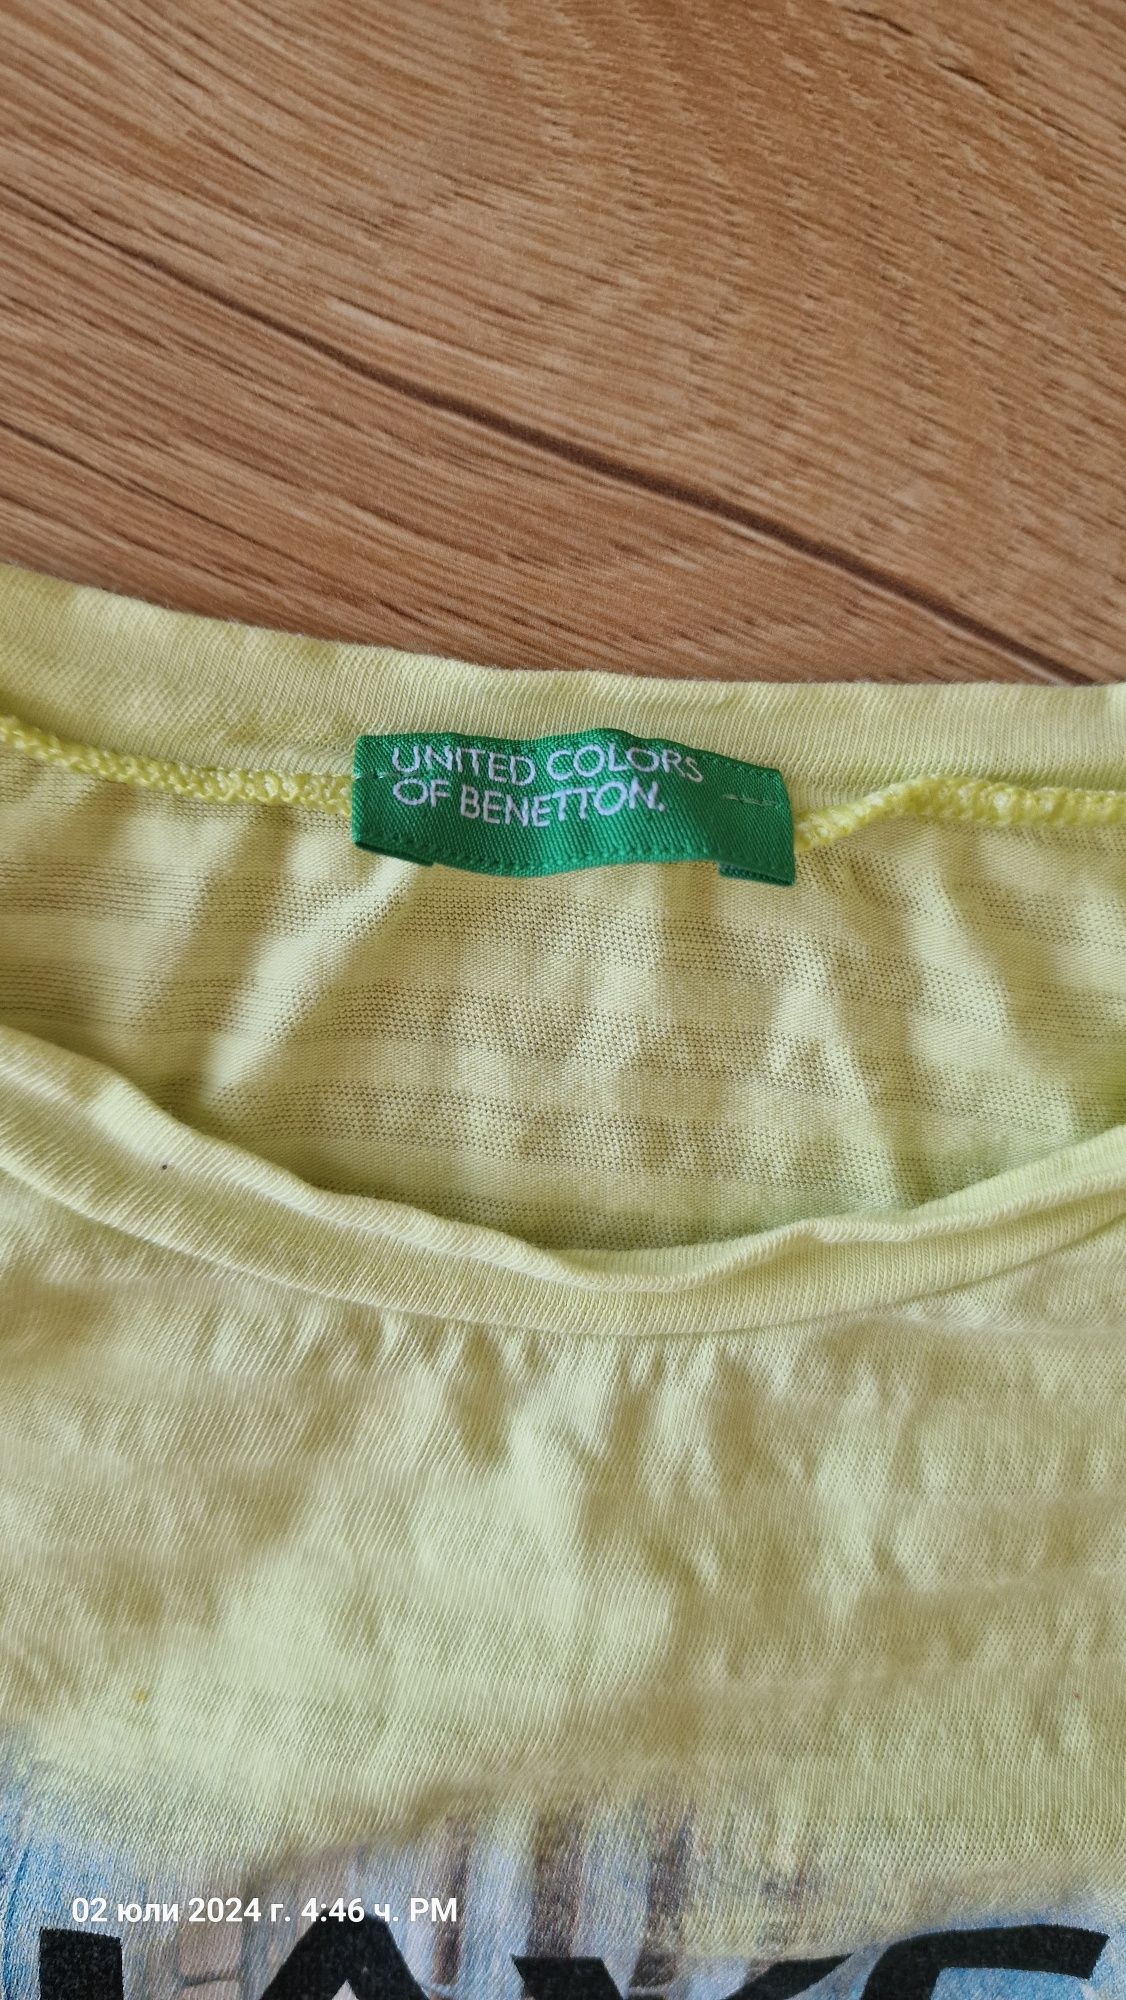 UNITED COLORS
OF BENETTON.
02 юли 2024 г. 4:46 ч. PM